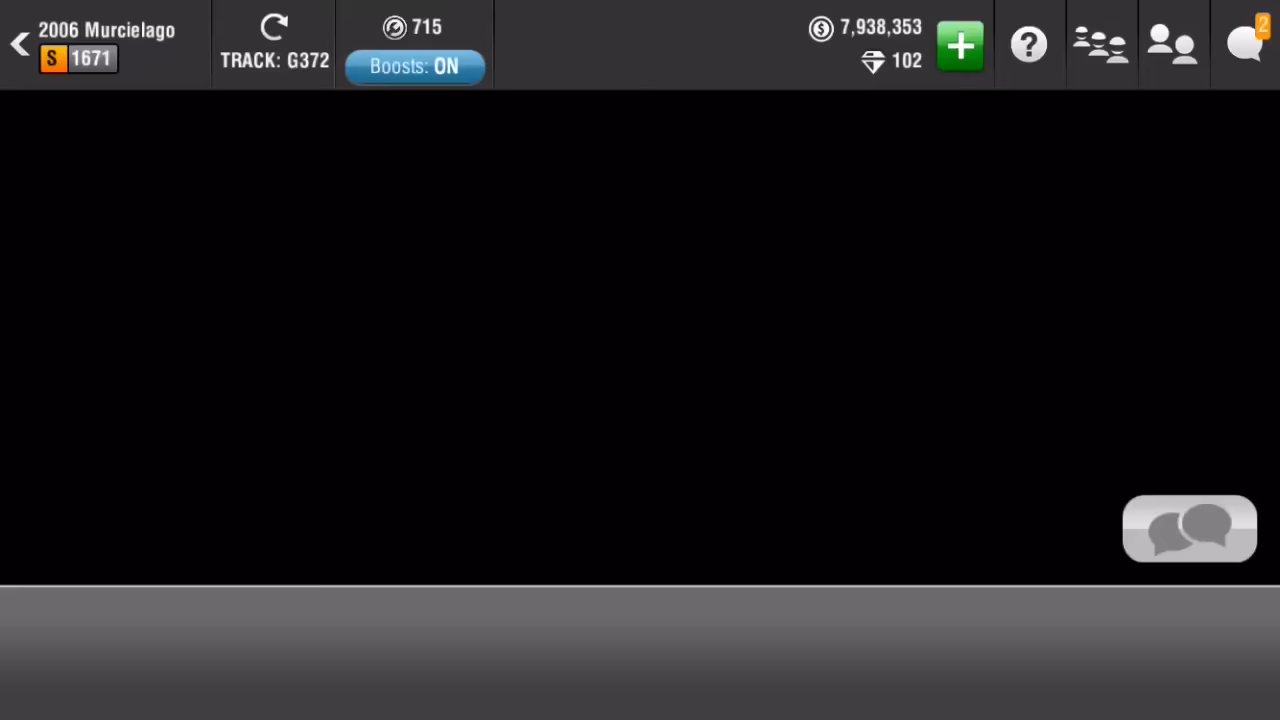 2006 Murcielago
S 1671
TRACK: G372
715
Boosts: ON
7,938,353
102
?
2